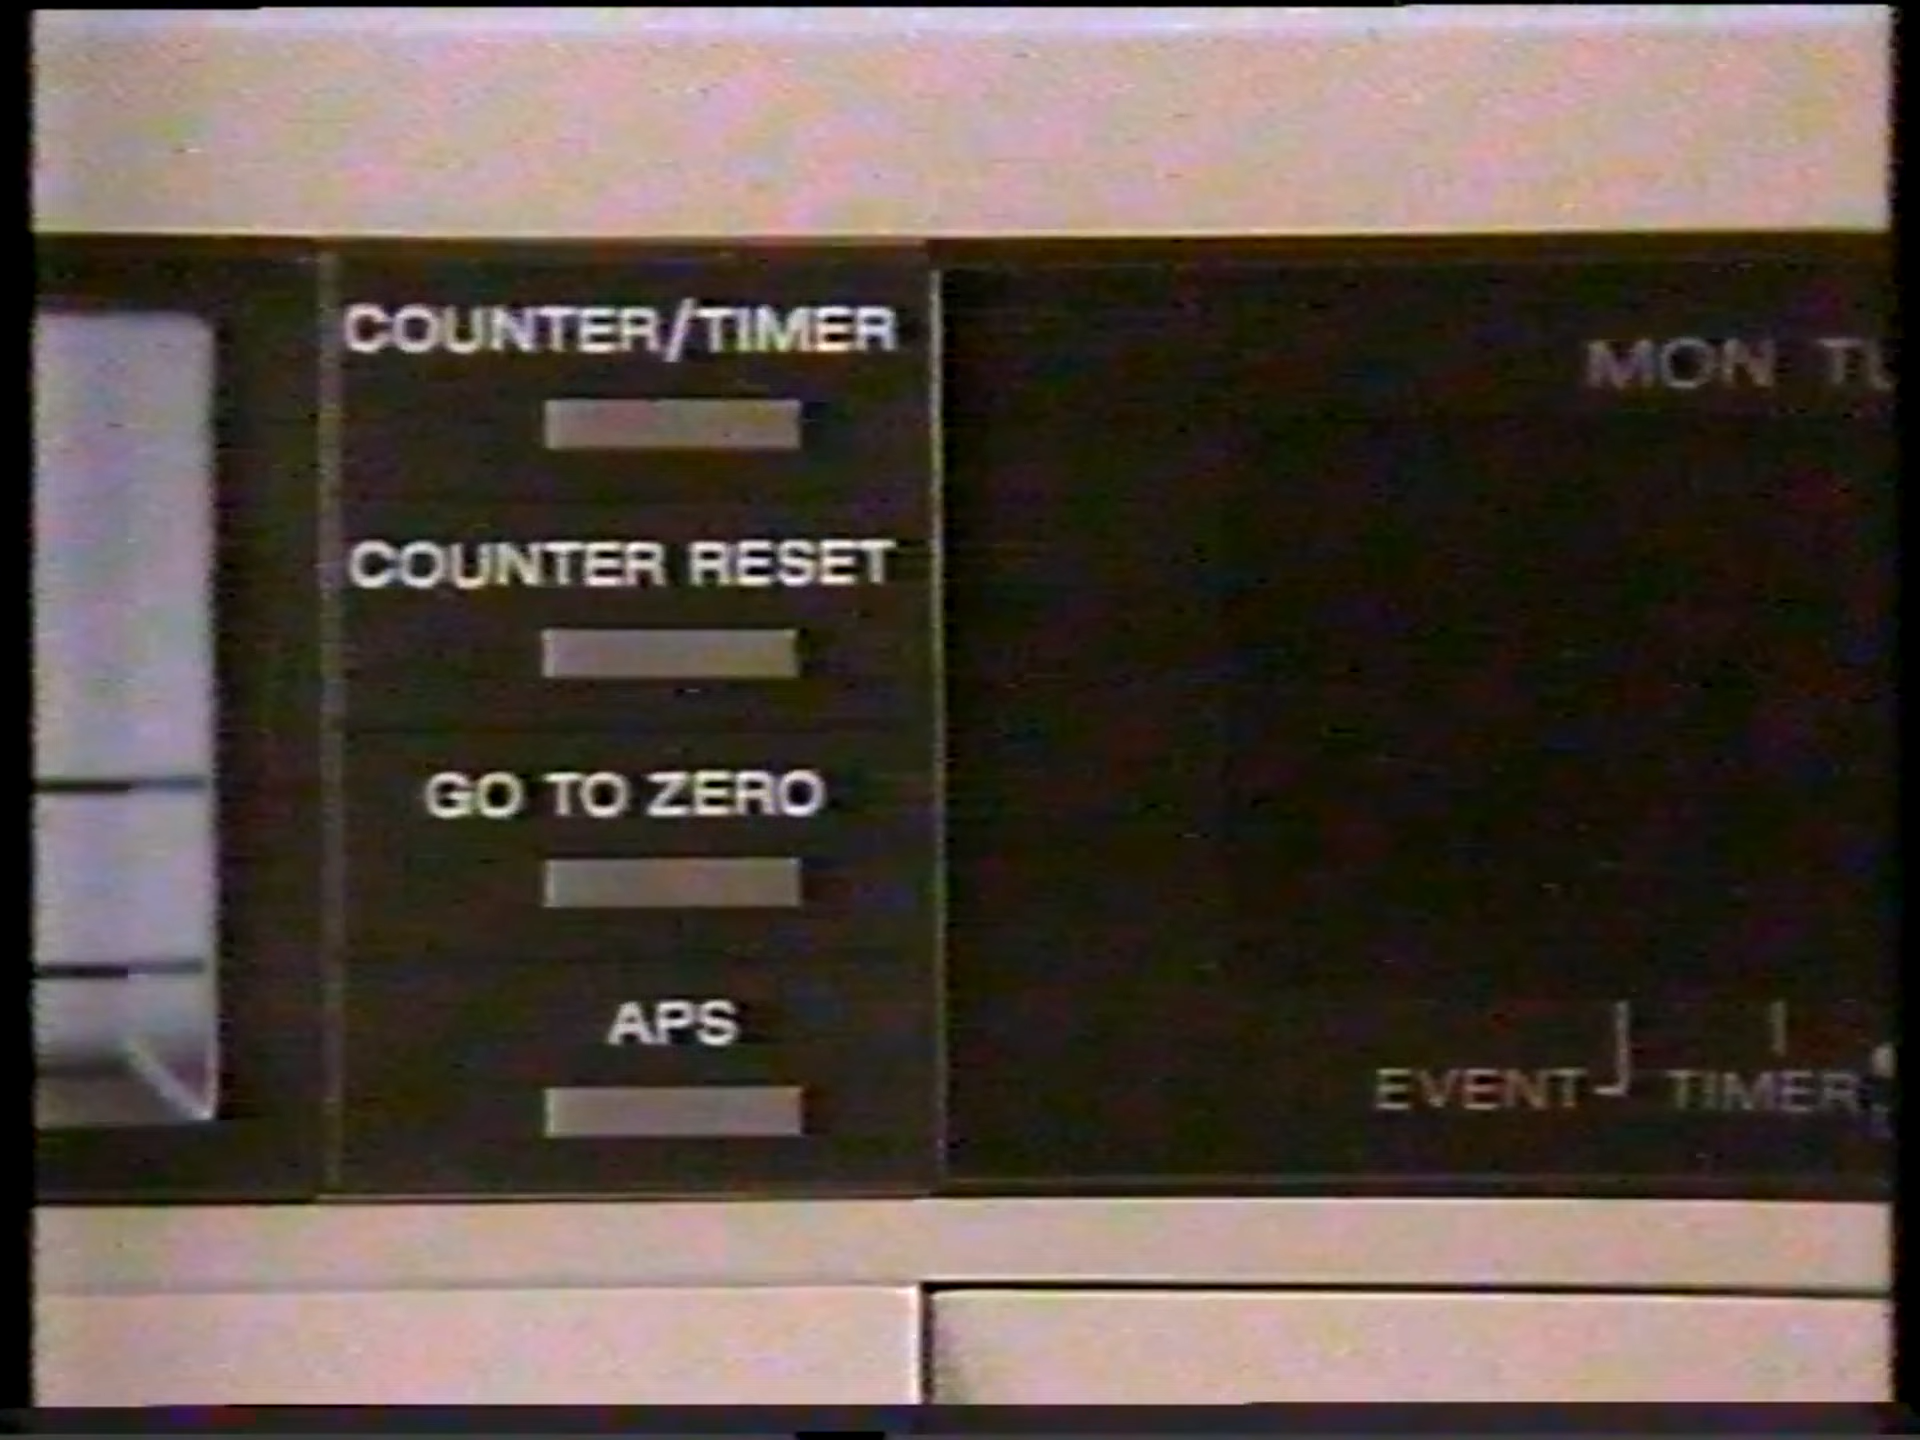 COUNTER/TIMER
MON
COUNTER RESET
GO TO ZERO
APS
EVENT TIMER